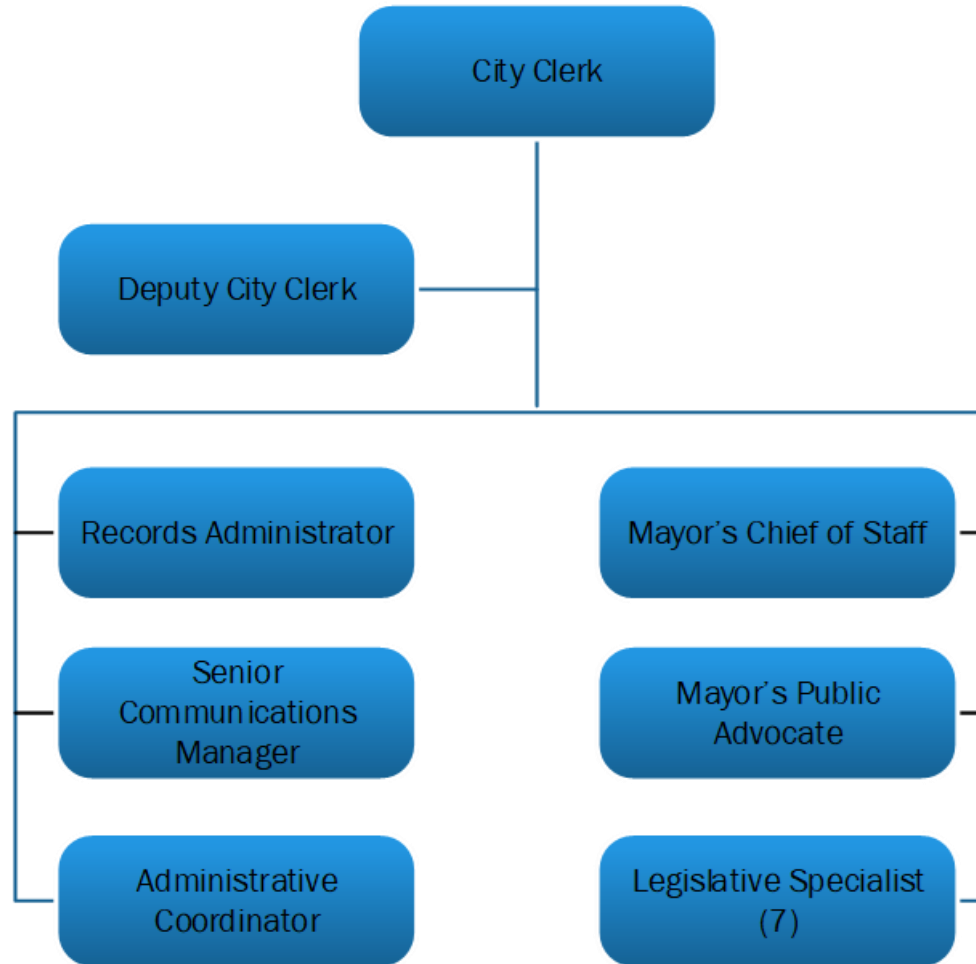 City Clerk
Deputy City Clerk
Records Administrator
Mayor's Chief of Staff
Senior
Communications
Manager
Mayor's Public
Advocate
Administrative
Coordinator
Legislative Specialist
(7)